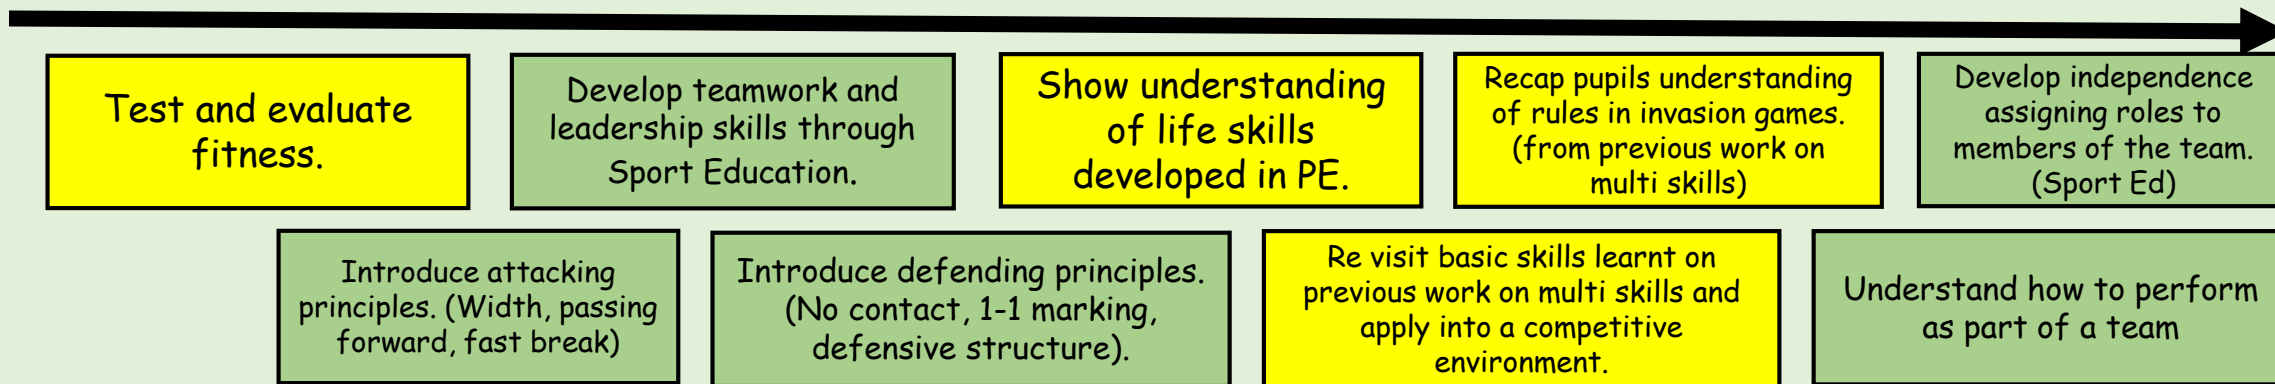 Test and evaluate
fitness.
Develop teamwork and
leadership skills through
Sport Education.
Show understanding
of life skills
developed in PE.
Recap pupils understanding
of rules in invasion games.
(from previous work on
multi skills)
Develop independence
assigning roles to
members of the team.
(Sport Ed)
Introduce attacking
principles. (Width, passing
forward, fast break)
Introduce defending principles.
(No contact, 1-1 marking,
defensive structure).
Re visit basic skills learnt on
previous work on multi skills and
apply into a competitive
environment.
Understand how to perform
as part of a team